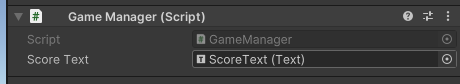 Game Manager (Script)
Script GameManager
Score Text ScoreText (Text)